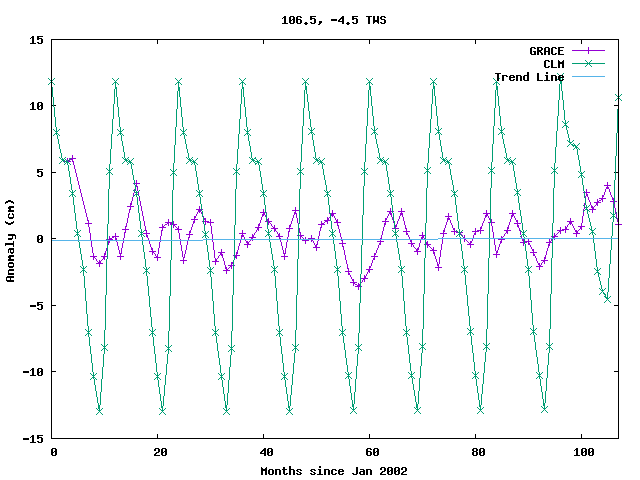 106.5, -4.5 TWS
GRACE
CLM
Trend Line
15
10
5
0
-5
-10
-15
Anomaly (cm)
0 20 40 60 80 100
Months since Jan 2002